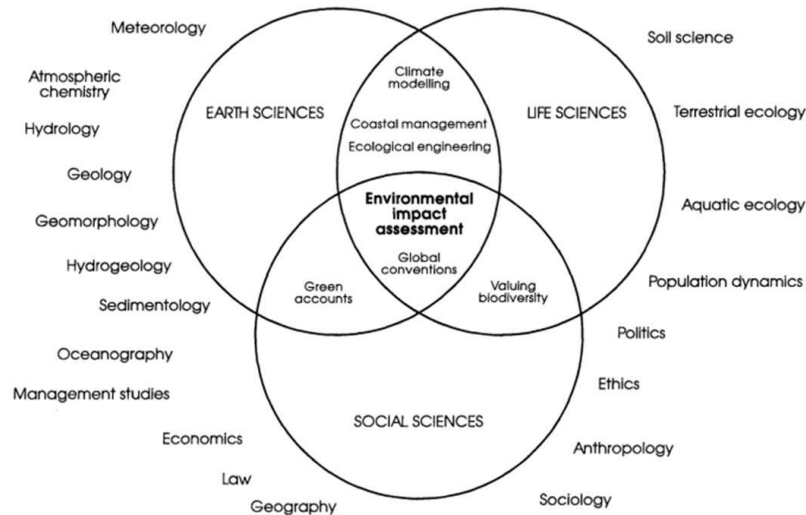 Meteorology
Soil science
Climate
modelling
Atmospheric
chemistry
EARTH SCIENCES
LIFE SCIENCES
Terrestrial ecology
Hydrology
Coastal management
Ecological engineering
Geology
Environmental
impact
assessment
Aquatic ecology
Geomorphology
Global
conventions
Hydrogeology
Green
accounts
Valuing
biodiversity
Population dynamics
Sedimentology
Politics
Oceanography
Ethics
Management studies
SOCIAL SCIENCES
Economics
Anthropology
Law
Geography
Sociology